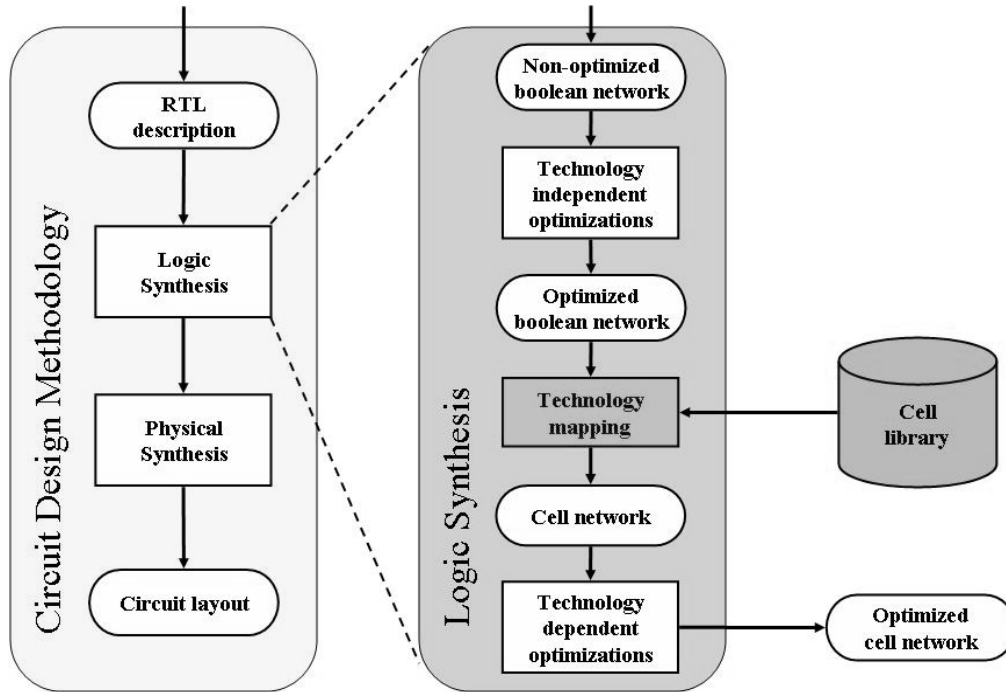 Circuit Design Methodology
RTL
description
Logic
Synthesis
Physical
Synthesis
Circuit layout
Logic Synthesis
Non-optimized
boolean network
Technology
independent
optimizations
Optimized
boolean network
Technology
mapping
Cell
library
Cell network
Technology
dependent
optimizations
Optimized
cell network